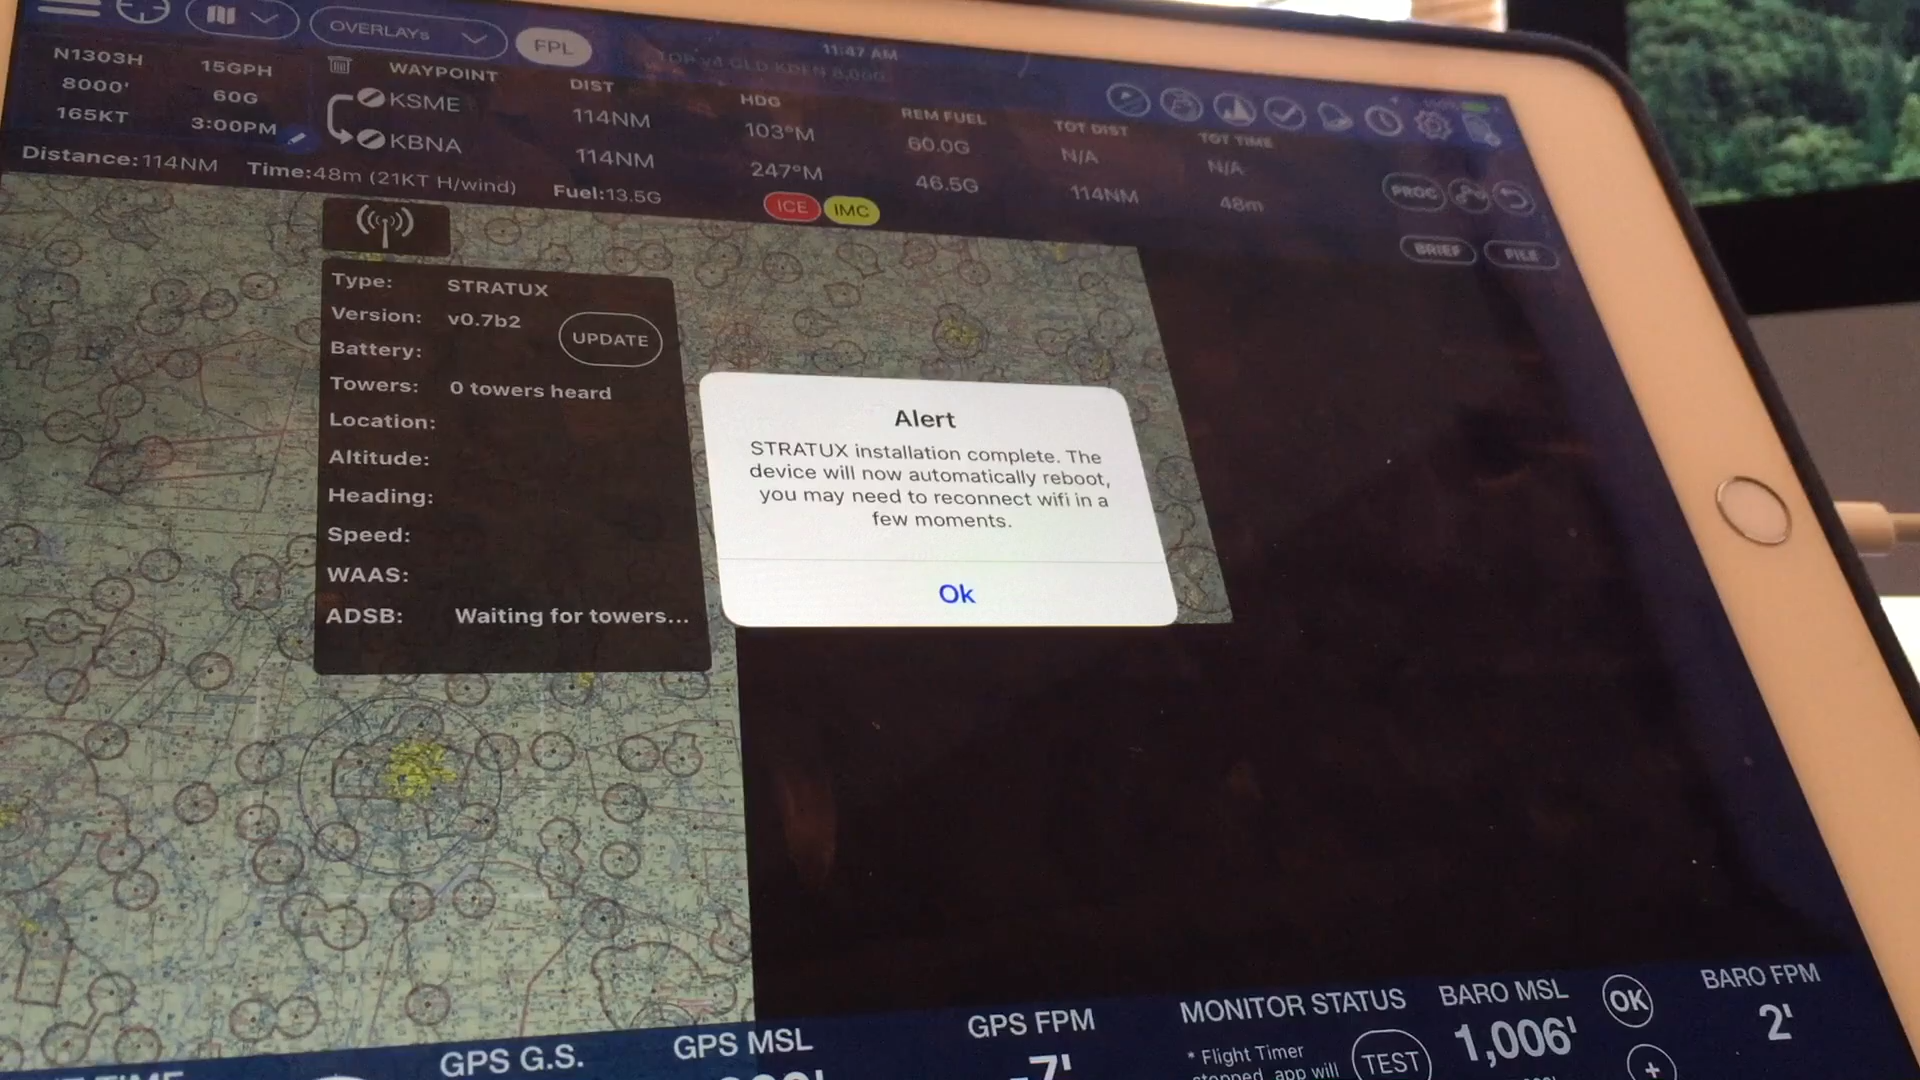 OVERLAYs
FPL
11:47 AM
N1303H
8000'
165KT
15GPH
60G
3:00PM
WAYPOINT
KSME
KBNA
DIST
114NM
114NM
HDG
103°M
247°M
REM FUEL
60.0G
46.5G
TOT DIST
N/A
114NM
TOT TIME
N/A
48m
Distance:114NM Time:48m (21KT H/wind) Fuel:13.5G
ICE IMC
PROC
BRIEF FILE
Type: STRATUX
Version: v0.7b2
UPDATE
Battery:
Towers: 0 towers heard
Location:
Altitude:
Heading:
Speed:
WAAS:
ADSB: Waiting for towers...
Alert
STRATUX installation complete. The
device will now automatically reboot,
you may need to reconnect wifi in a
few moments.
Ok
GPS G.S.
GPS MSL
GPS FPM
-7'
MONITOR STATUS
* Flight Timer
stopped, app will
TEST
BARO MSL
1,006'
OK
+
BARO FPM
2'